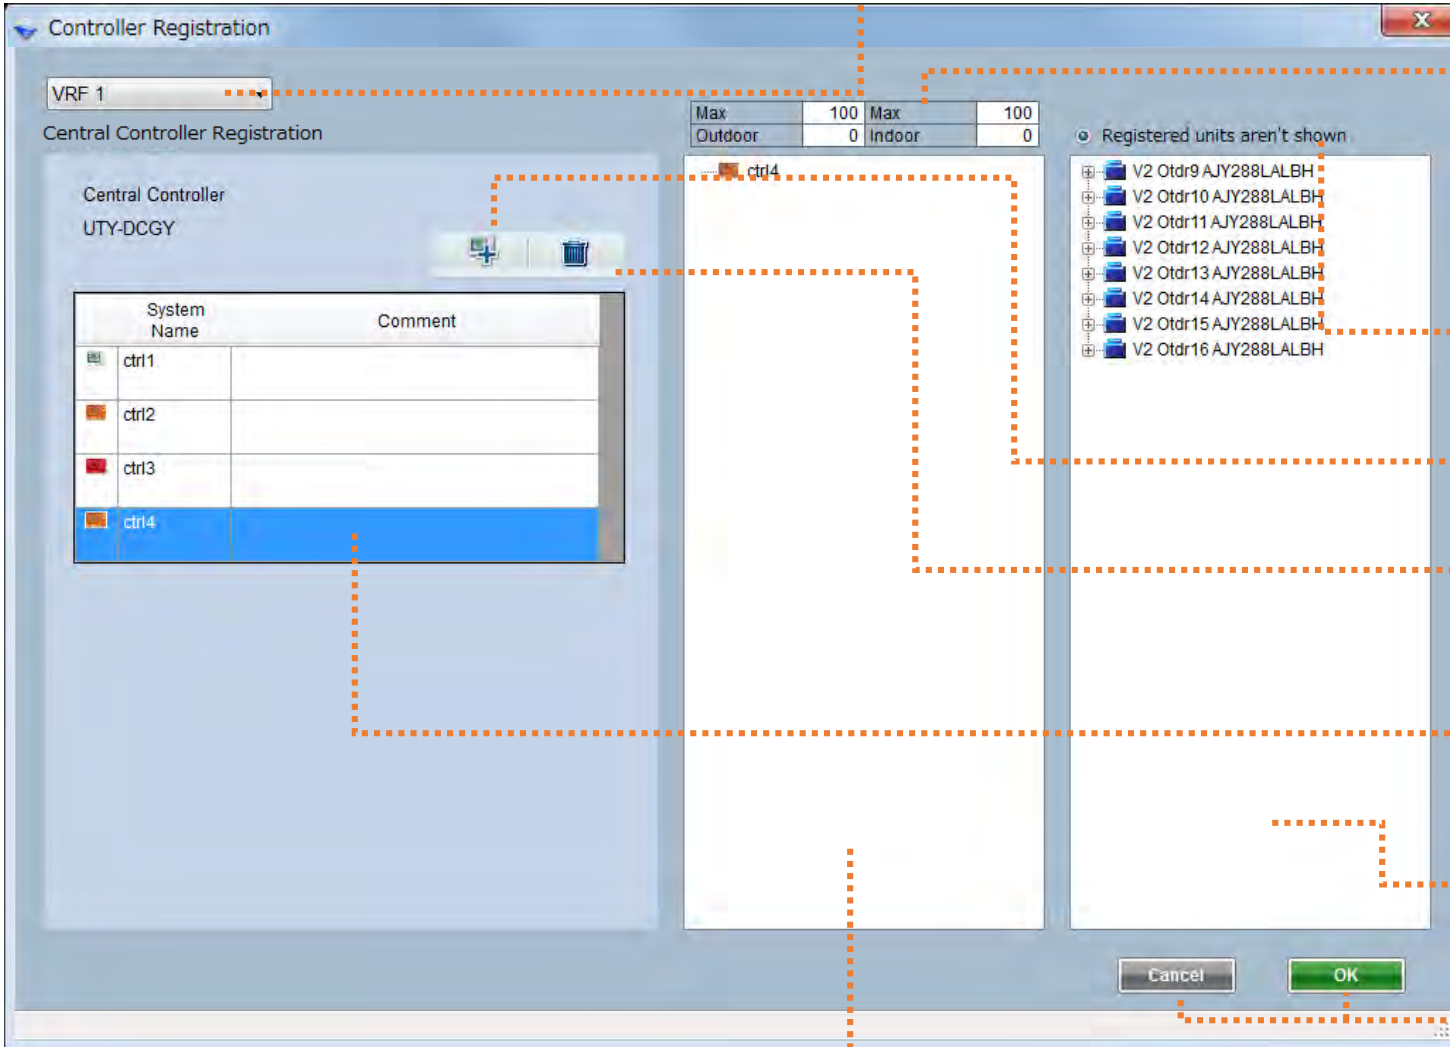 Controller Registration
VRF 1
Central Controller Registration
Central Controller
UTY-DCGY
System Name Comment
ctrl1
ctrl2
ctrl3
ctrl4
Max 100 Max 100
Outdoor 0 Indoor 0
ctrl4
Registered units aren't shown
V2 Otdr9 AJY288LALBH
V2 Otdr10 AJY288LALBH
V2 Otdr11 AJY288LALBH
V2 Otdr12 AJY288LALBH
V2 Otdr13 AJY288LALBH
V2 Otdr14 AJY288LALBH
V2 Otdr15 AJY288LALBH
V2 Otdr16 AJY288LALBH
Cancel OK